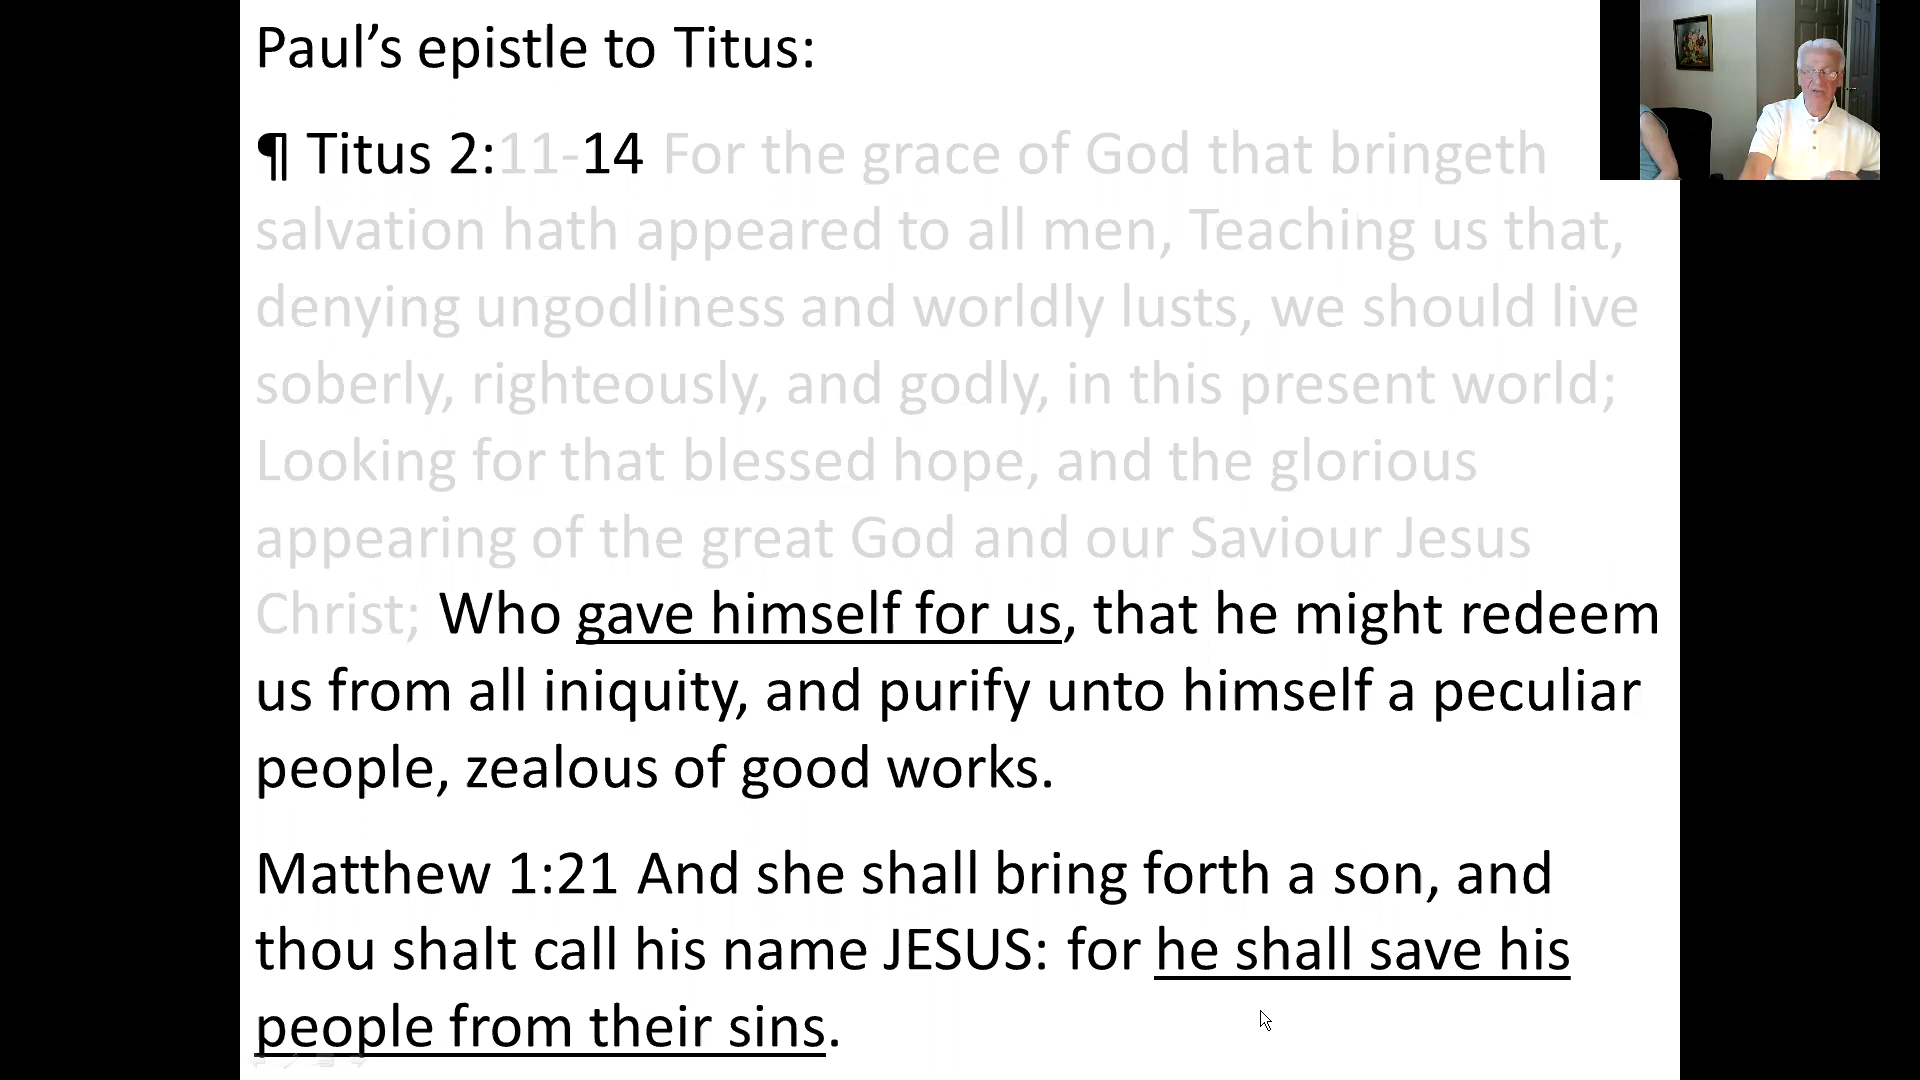 Paul’s epistle to Titus:
¶ Titus 2:11-14 For the grace of God that bringeth
salvation hath appeared to all men, Teaching us that,
denying ungodliness and worldly lusts, we should live
soberly, righteously, and godly, in this present world;
Looking for that blessed hope, and the glorious
appearing of the great God and our Saviour Jesus
Christ; Who gave himself for us, that he might redeem
us from all iniquity, and purify unto himself a peculiar
people, zealous of good works.
Matthew 1:21 And she shall bring forth a son, and
thou shalt call his name JESUS: for he shall save his
people from their sins.